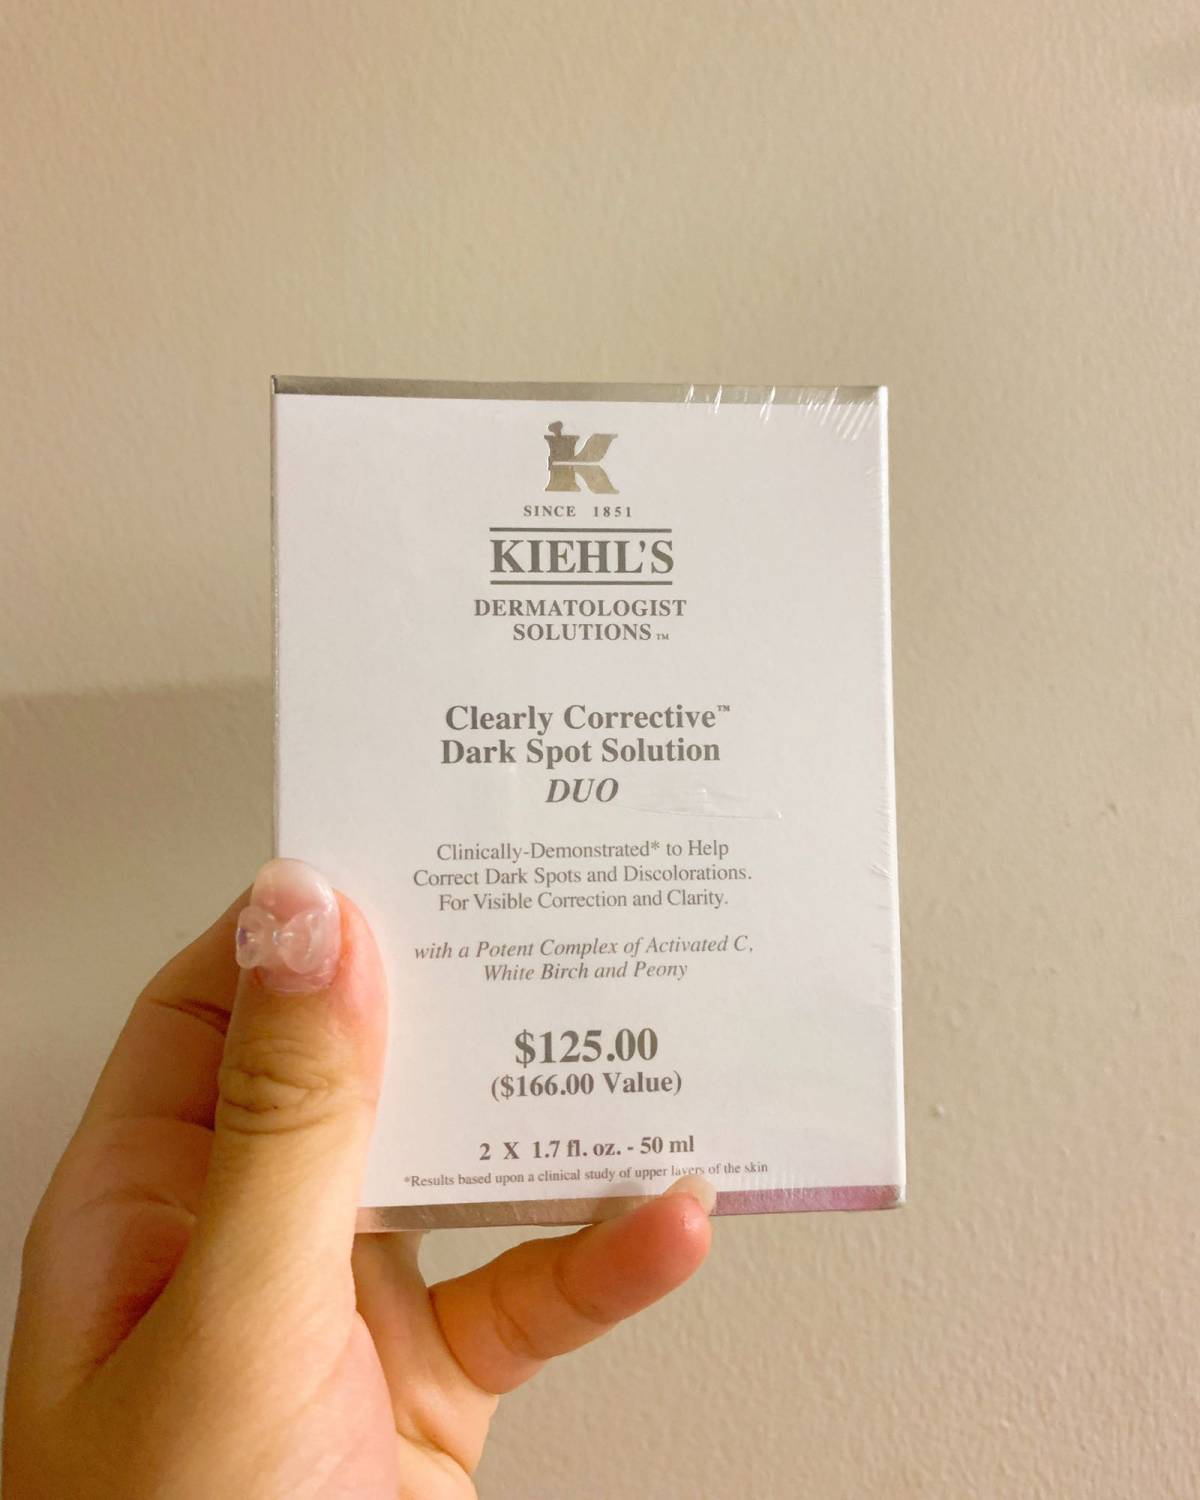 K
SINCE 1851
KIEHL'S
DERMATOLOGIST
SOLUTIONS™
Clearly Corrective™
Dark Spot Solution
DUO
Clinically-Demonstrated* to Help
Correct Dark Spots and Discolorations.
For Visible Correction and Clarity.
with a Potent Complex of Activated C,
White Birch and Peony
$125.00
($166.00 Value)
2 X 1.7 fl. oz. - 50 ml
*Results based upon a clinical study of upper layers of the skin